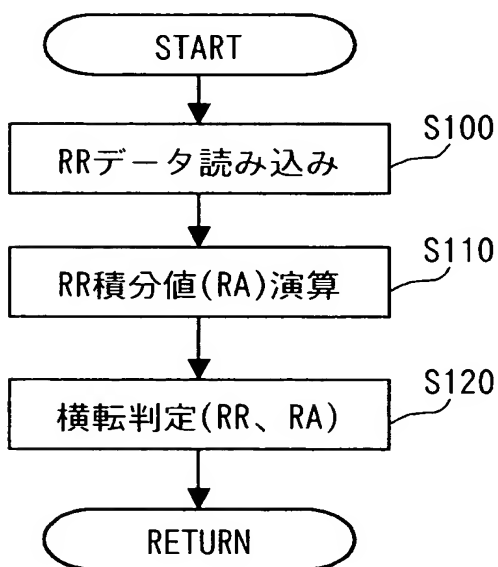 START
S100
RRデータ読み込み
S110
RR積分値(RA)演算
S120
横転判定(RR、RA)
RETURN